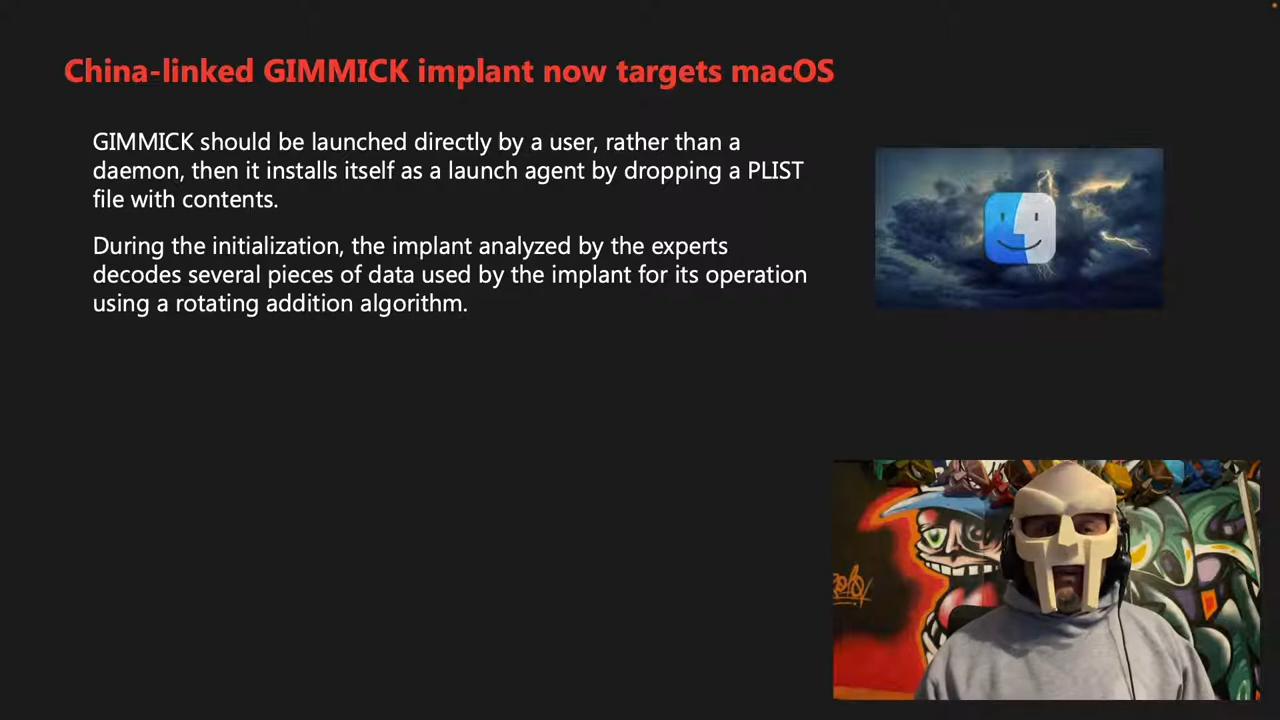 China-linked GIMMICK implant now targets macOS
GIMMICK should be launched directly by a user, rather than a
daemon, then it installs itself as a launch agent by dropping a PLIST
file with contents.
During the initialization, the implant analyzed by the experts
decodes several pieces of data used by the implant for its operation
using a rotating addition algorithm.